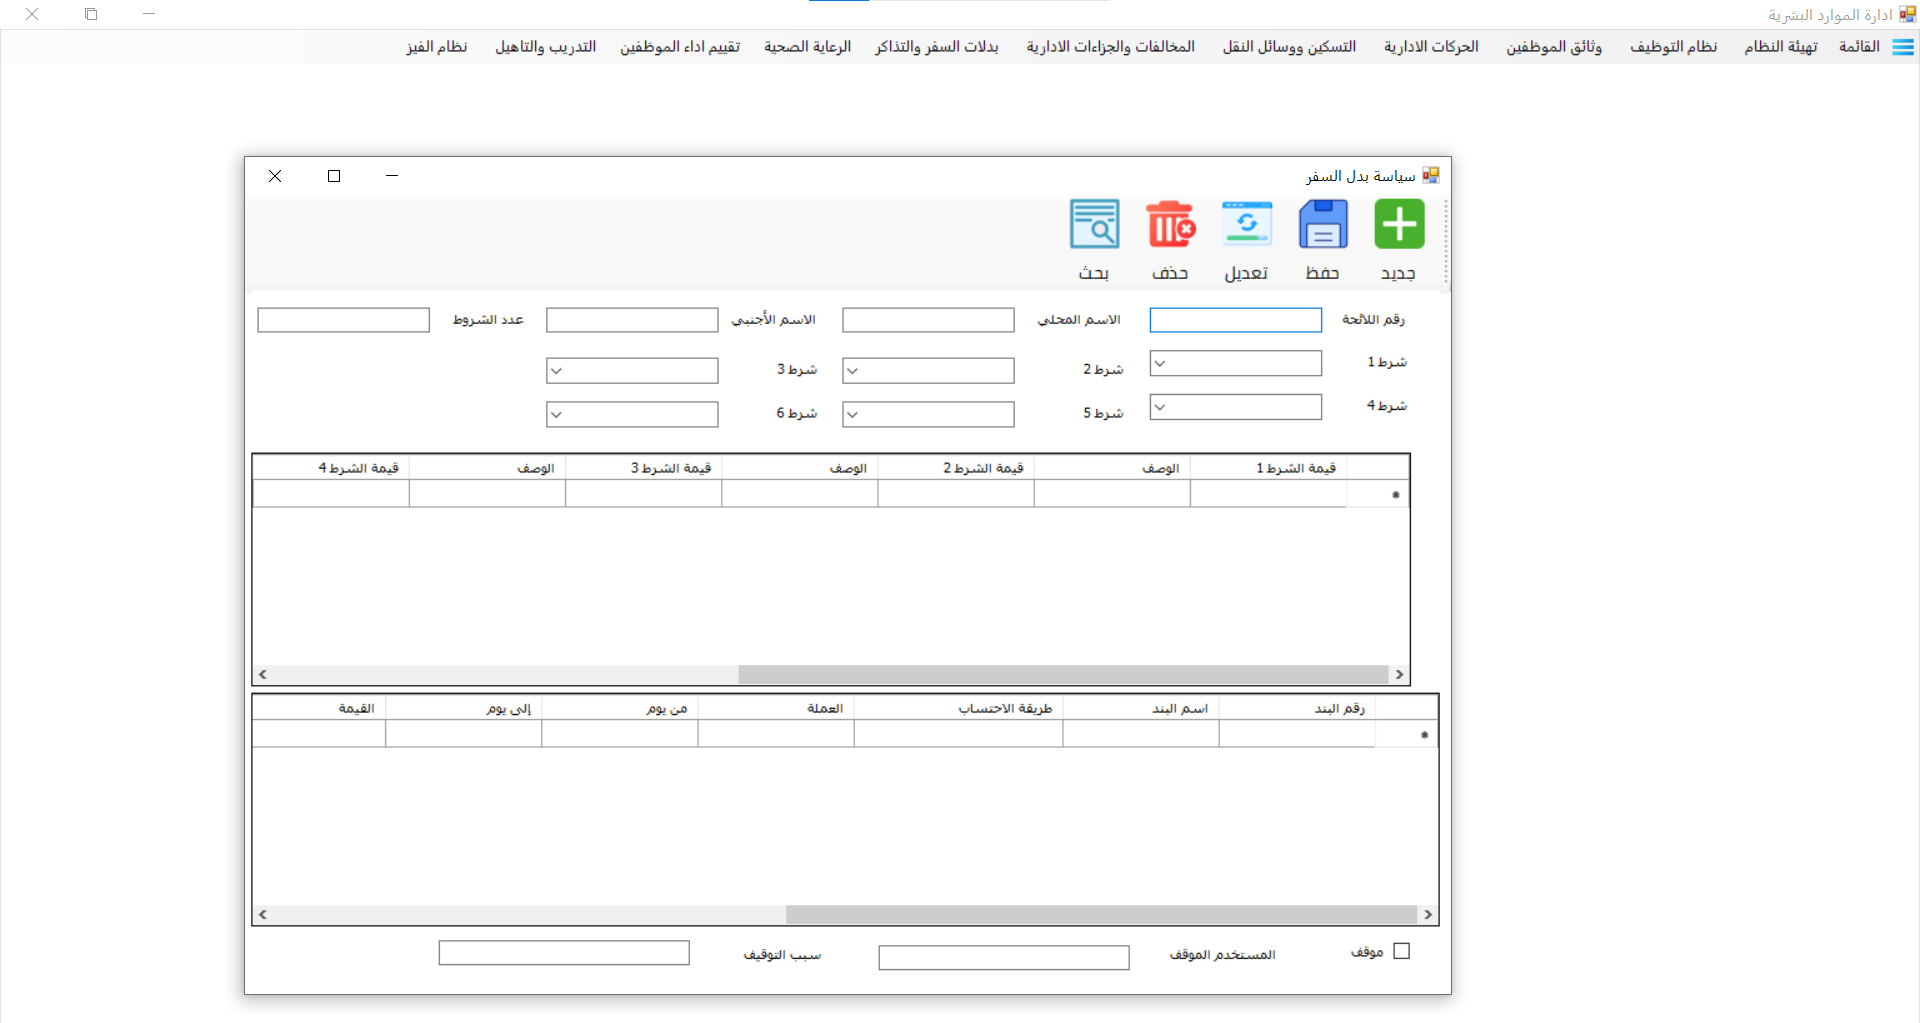 ادارة الموارد البشرية
القائمة تهيئة النظام نظام التوظيف وثائق الموظفين الحركات الادارية التسكين ووسائل النقل المخالفات والجزاءات الادارية بدلات السفر والتذاكر الرعاية الصحية تقييم اداء الموظفين التدريب والتاهيل نظام الفيز
سياسة بدل السفر
جديد حفظ تعديل حذف بحث
رقم اللائحة الاسم المحلي الاسم الأجنبي عدد الشروط
شرط 1 شرط 2 شرط 3
شرط 4 شرط 5 شرط 6
قيمة الشرط 1 الوصف قيمة الشرط 2 الوصف قيمة الشرط 3 الوصف قيمة الشرط 4
رقم البند اسم البند طريقة الاحتساب العملة من يوم إلى يوم القيمة
موقف المستخدم الموقف سبب التوقيف